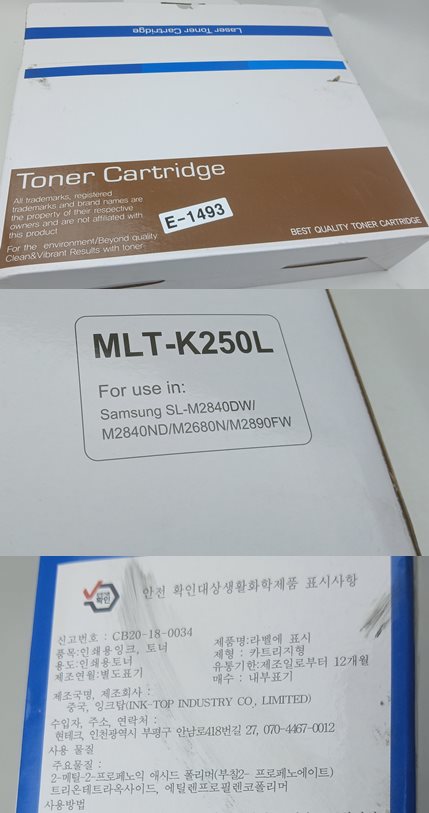 Laser Toner Cartridge
Toner Cartridge
All trademarks, registered
trademarks and brand names are
the property of their respective
owners and are not affiliated with
this product
E-1493
For the environment/Beyond quality
Clean&Vibrant Results with toner
BEST QUALITY TONER CARTRIDGE
MLT-K250L
For use in:
Samsung SL-M2840DW/
M2840ND/M2680N/M2890FW
확인
안전 확인대상생활화학제품 표시사항
신고번호 : CB20-18-0034
품목:인쇄용잉크, 토너
제품명:라벨에 표시
용도:인쇄용토너
제형 : 카트리지형
제조연월:별도표기
유통기한:제조일로부터 12개월
매수 : 내부표기
제조국명, 제조회사 :
중국, 잉크탑(INK-TOP INDUSTRY CO, LIMITED)
수입자, 주소, 연락처 :
현테크, 인천광역시 부평구 안남로418번길 27, 070-4467-0012
사용 물질
주요물질 :
2-메틸-2-프로페노익 애시드 폴리머(부칠2- 프로페노에이트)
트리온테트라옥사이드, 에틸렌프로필렌코폴리머
사용방법